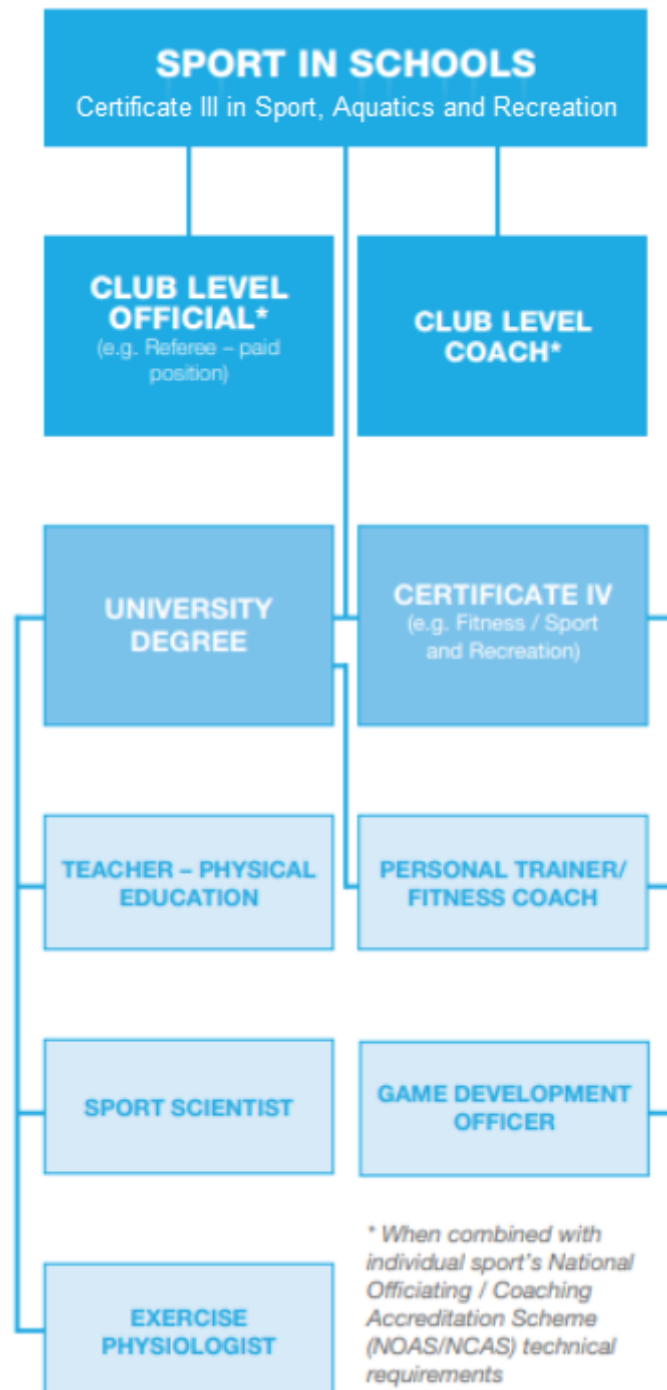 SPORT IN SCHOOLS
Certificate III in Sport, Aquatics and Recreation
CLUB LEVEL
OFFICIAL*
(e.g. Referee – paid
position)
CLUB LEVEL
COACH*
UNIVERSITY
DEGREE
CERTIFICATE IV
(e.g. Fitness / Sport
and Recreation)
TEACHER – PHYSICAL
EDUCATION
PERSONAL TRAINER/
FITNESS COACH
SPORT SCIENTIST
GAME DEVELOPMENT
OFFICER
EXERCISE
PHYSIOLOGIST
* When combined with
individual sport's National
Officiating / Coaching
Accreditation Scheme
(NOAS/NCAS) technical
requirements